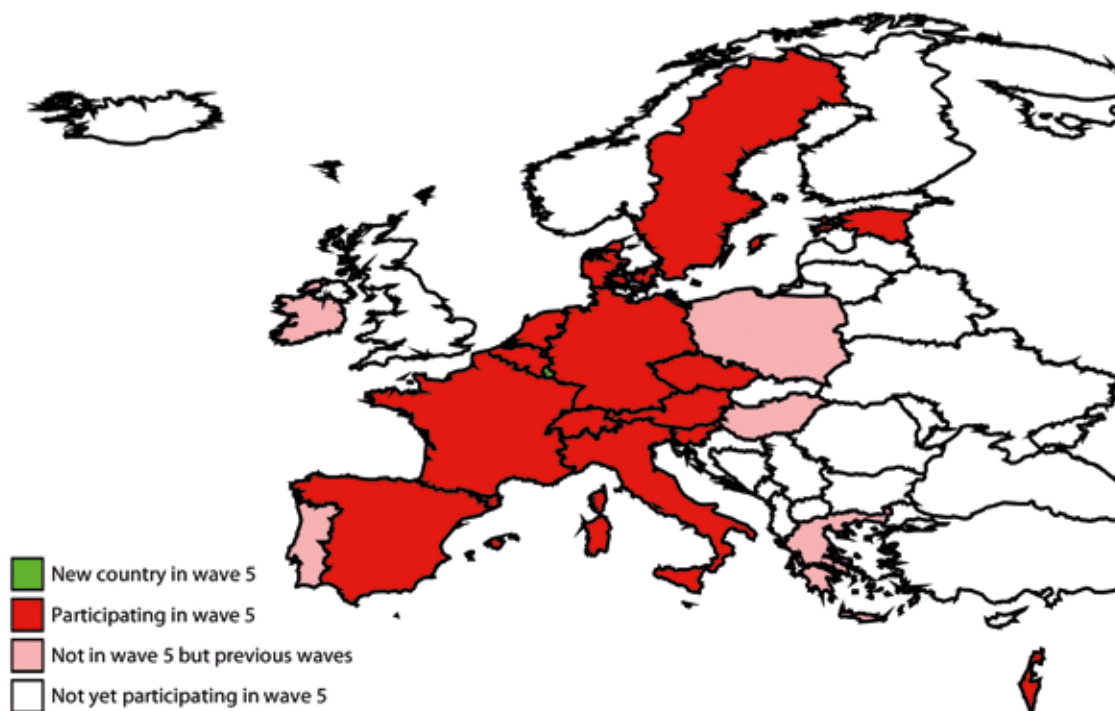 New country in wave 5
Participating in wave 5
Not in wave 5 but previous waves
Not yet participating in wave 5